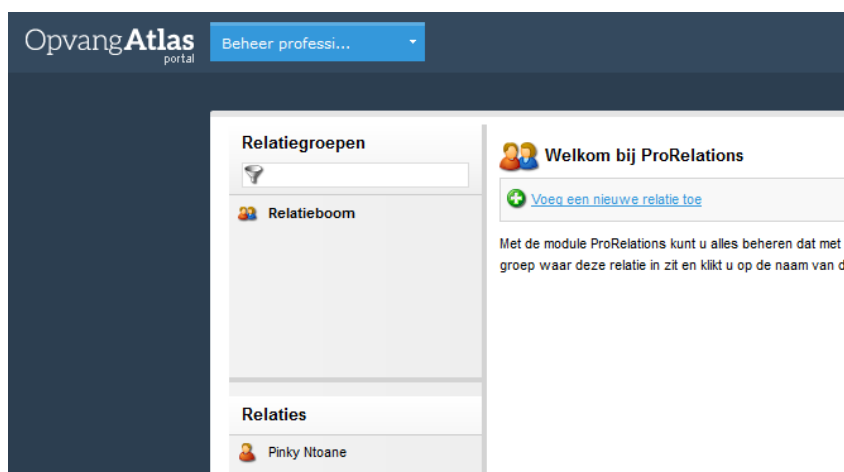 OpvangAtlas
portal
Beheer professi...
Relatiegroepen
Relatieboom
Relaties
Pinky Ntoane
Welkom bij ProRelations
Voeg een nieuwe relatie toe
Met de module ProRelations kunt u alles beheren dat met
groep waar deze relatie in zit en klikt u op de naam van d